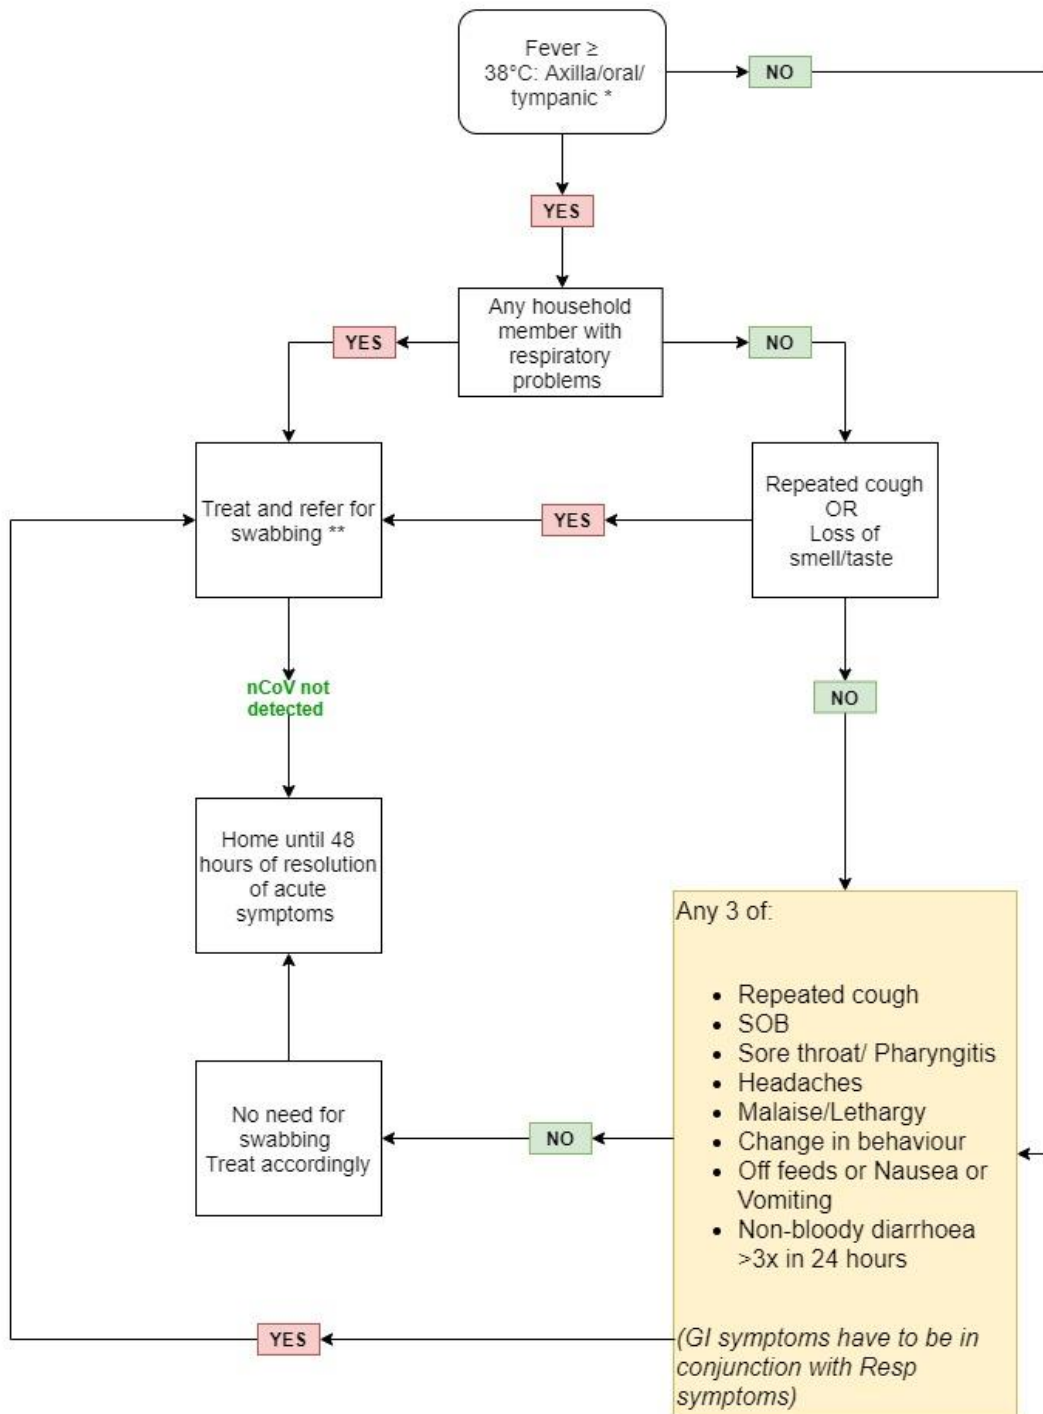 Fever ≥
38°C: Axilla/oral/
tympanic *
NO
YES
Any household
member with
respiratory
problems
YES
NO
Treat and refer for
swabbing **
YES
Repeated cough
OR
Loss of
smell/taste
nCoV not
detected
NO
Home until 48
hours of resolution
of acute
symptoms
Any 3 of:
• Repeated cough
• SOB
• Sore throat/ Pharyngitis
• Headaches
• Malaise/Lethargy
• Change in behaviour
• Off feeds or Nausea or
Vomiting
• Non-bloody diarrhoea
>3x in 24 hours
(GI symptoms have to be in
conjunction with Resp
symptoms)
No need for
swabbing
Treat accordingly
NO
YES